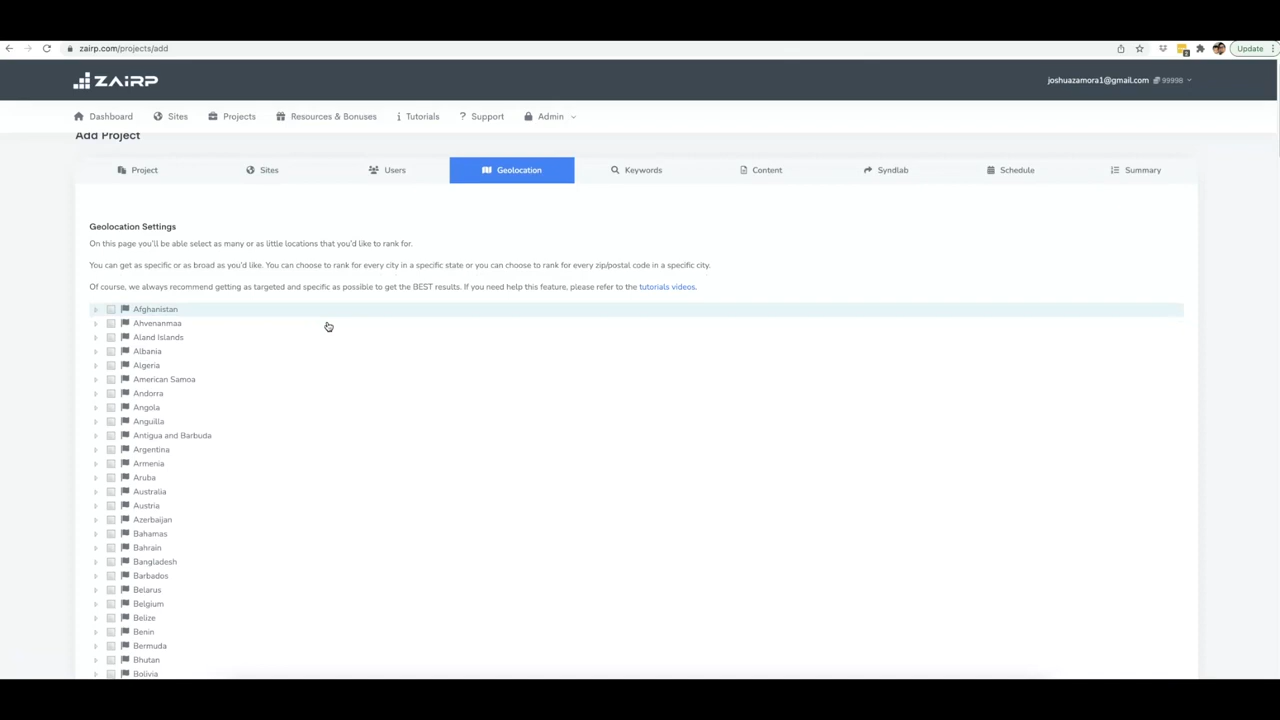 zairp.com/projects/add
Update
ZAIRP
joshuazamora1@gmail.com 99998
Dashboard Sites Projects Resources & Bonuses Tutorials Support Admin
Add Project
Project Sites Users Geolocation Keywords Content Syndlab Schedule Summary
Geolocation Settings
On this page you'll be able select as many or as little locations that you'd like to rank for.
You can get as specific or as broad as you'd like. You can choose to rank for every city in a specific state or you can choose to rank for every zip/postal code in a specific city.
Of course, we always recommend getting as targeted and specific as possible to get the BEST results. If you need help this feature, please refer to the tutorials videos.
Afghanistan
Ahvenanmaa
Aland Islands
Albania
Algeria
American Samoa
Andorra
Angola
Anguilla
Antigua and Barbuda
Argentina
Armenia
Aruba
Australia
Austria
Azerbaijan
Bahamas
Bahrain
Bangladesh
Barbados
Belarus
Belgium
Belize
Benin
Bermuda
Bhutan
Bolivia